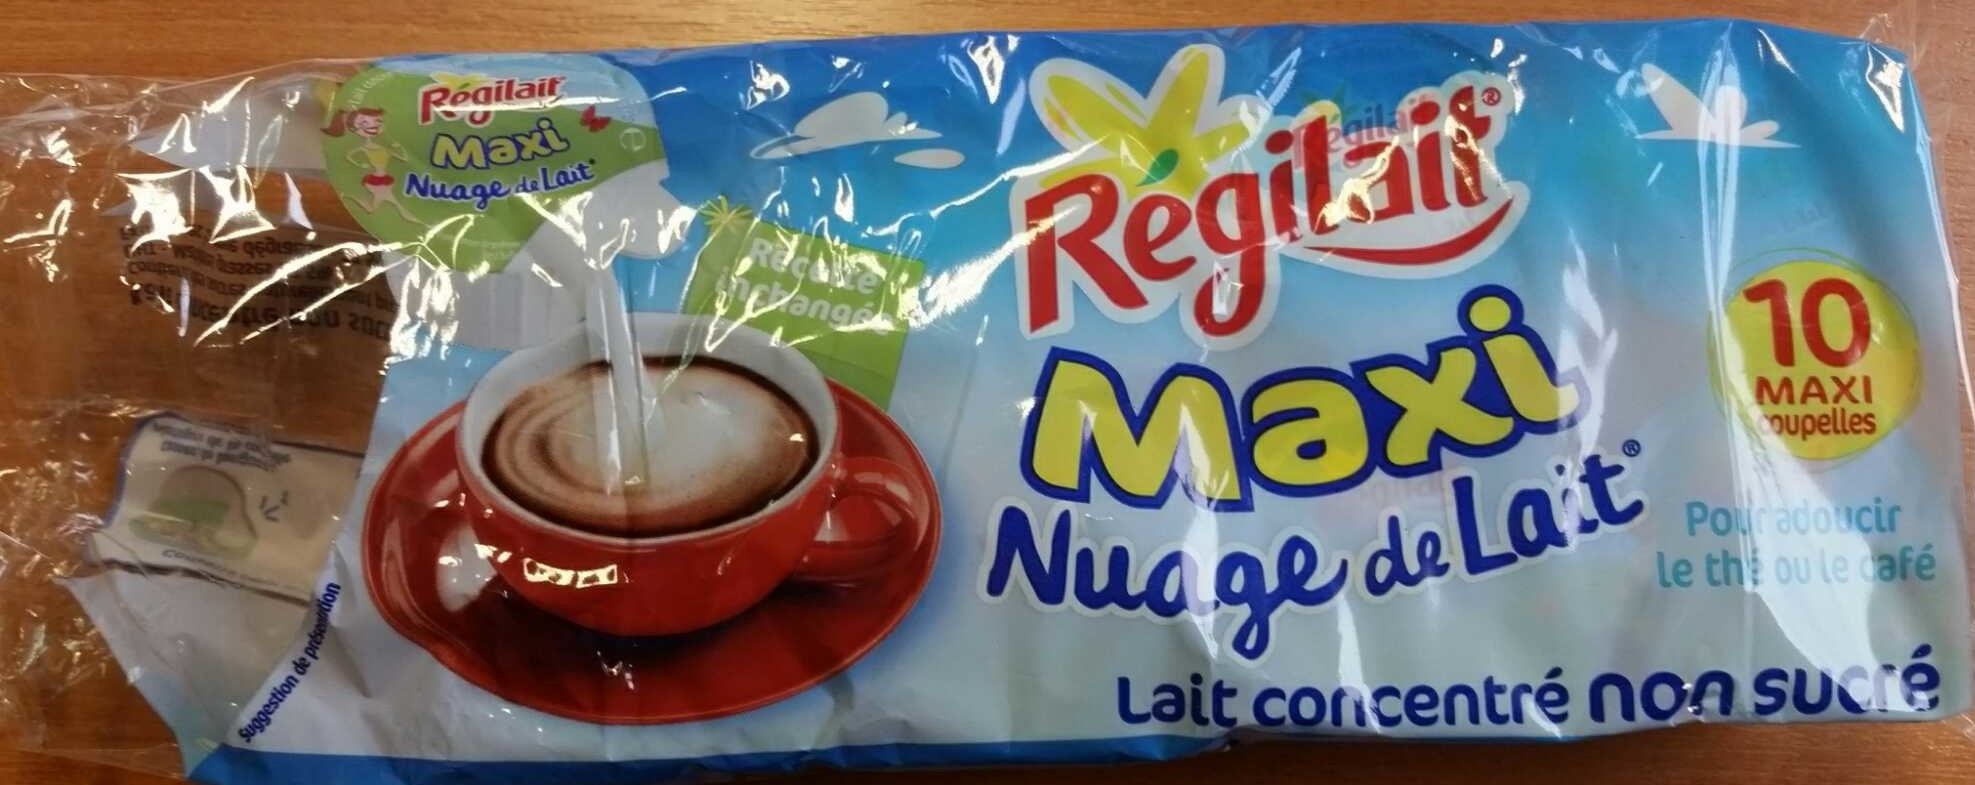 Régilait
Maxi
Nuage de Lait
Recette
inchangée
Régilait®
Maxi
Nuage de Lait®
10
MAXI
coupelles
Pour adoucir
le thé ou le café
Lait concentré non sucré
Suggestion de présentation